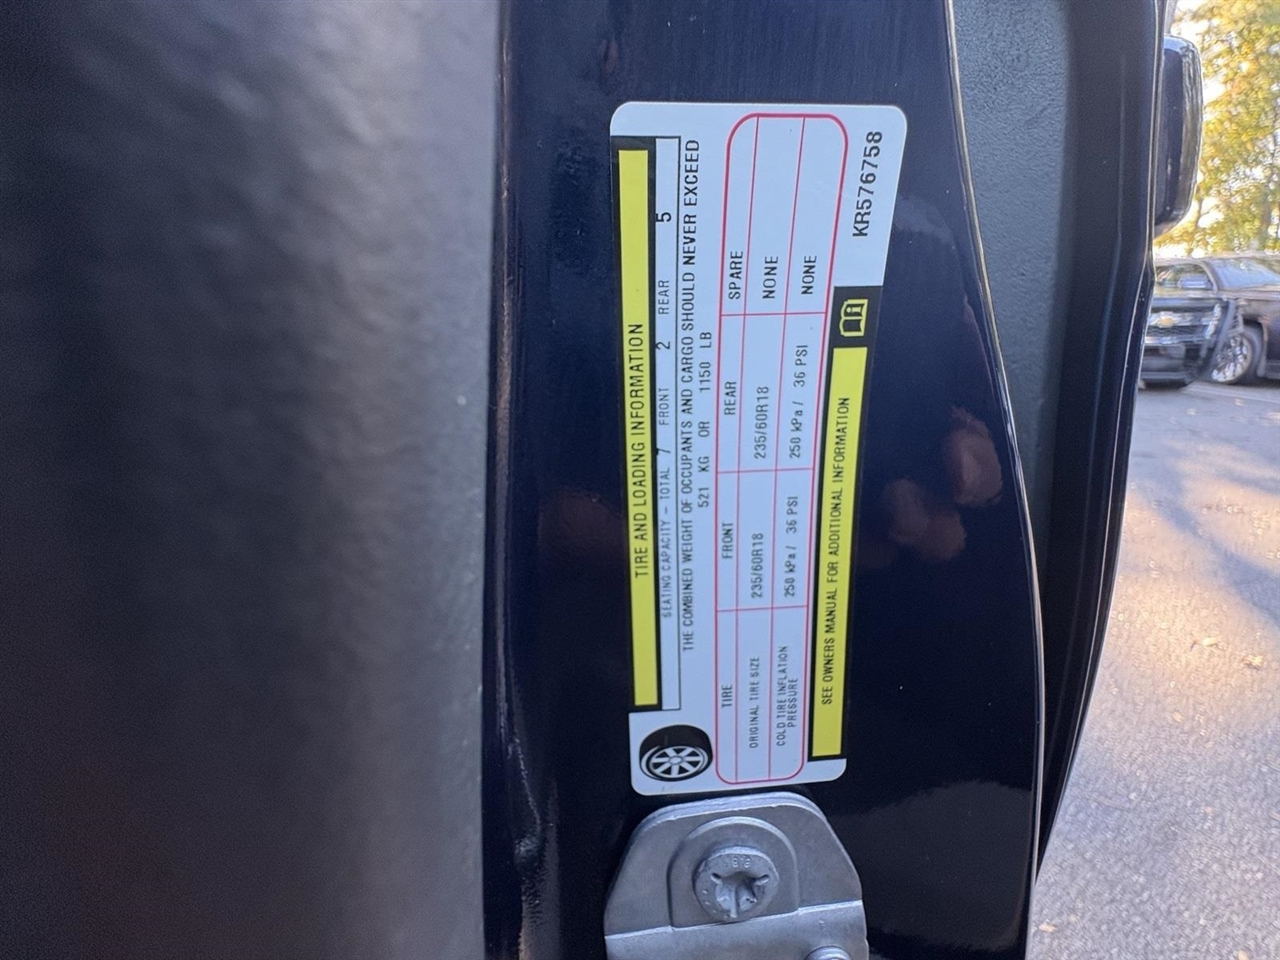 TIRE AND LOADING INFORMATION
SEATING CAPACITY - TOTAL 7 FRONT 2 REAR 5
THE COMBINED WEIGHT OF OCCUPANTS AND CARGO SHOULD NEVER EXCEED
521 KG OR 1150 LB
TIRE FRONT REAR SPARE
ORIGINAL TIRE SIZE 235/60R18 235/60R18 NONE
COLD TIRE INFLATION
PRESSURE 250 kPa / 36 PSI 250 kPa / 36 PSI NONE
SEE OWNERS MANUAL FOR ADDITIONAL INFORMATION
KR576758